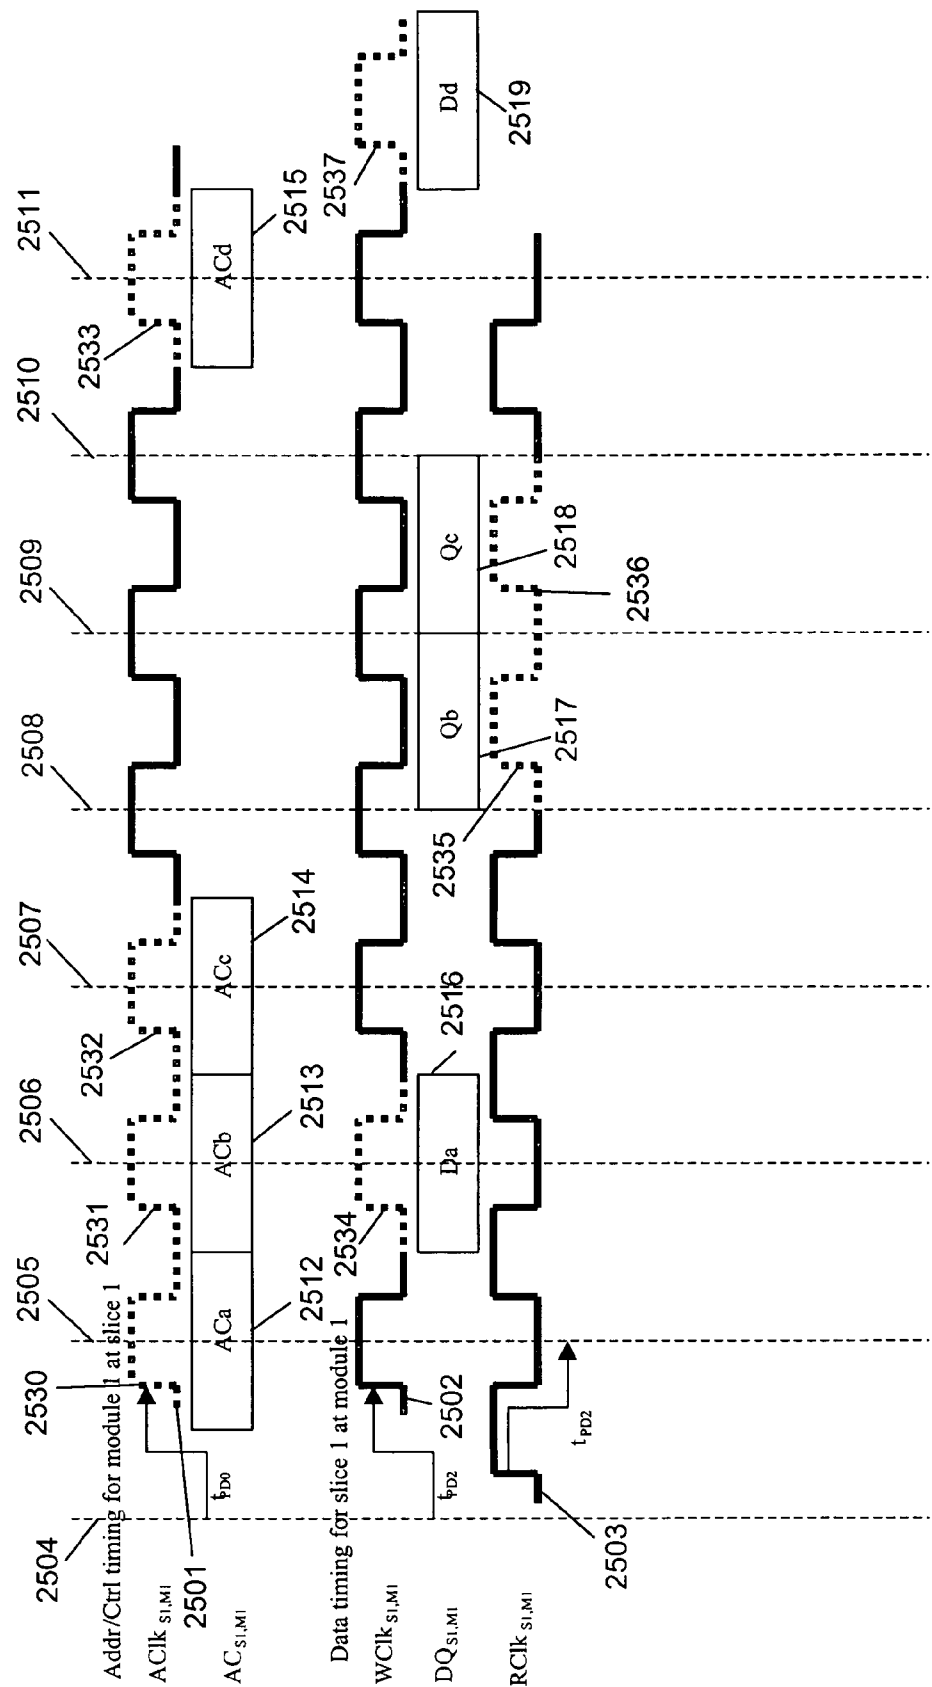 2504
2505
2506
2507
2508
2509
2510
2511
Addr/Ctrl timing for module 1 at slice 1
2530
2531
2532
2533
AClk S1,M1
tPD0
2501
AC S1,M1
ACa
ACb
ACc
ACd
2512
2513
2514
2515
Data timing for slice 1 at module 1
2534
2516
2537
WClk S1,M1
tPD2
2502
DQ S1,M1
Da
Qb
Qc
Dd
2535
2517
2518
2519
RClk S1,M1
2503
tPD2
2536